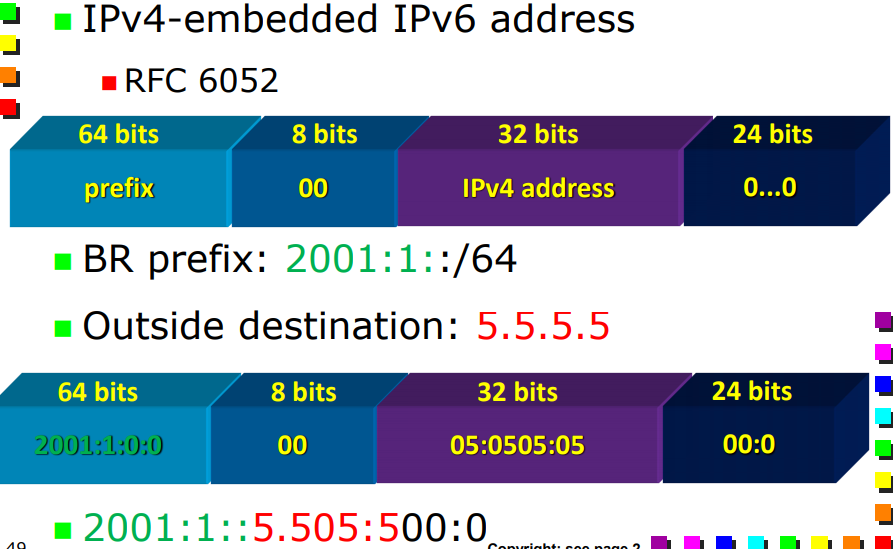 IPv4-embedded IPv6 address
RFC 6052
64 bits 8 bits 32 bits 24 bits
prefix 00 IPv4 address 0...0
BR prefix: 2001:1::/64
Outside destination: 5.5.5.5
64 bits 8 bits 32 bits 24 bits
2001:1:0:0 00 05:0505:05 00:0
2001:1::5.505:500:0
49 Copyright: see page 2